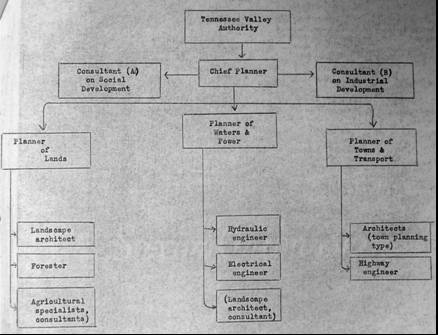 Tennessee Valley
Authority
Consultant (A)
on Social
Development
Chief Planner
Consultant (B)
on Industrial
Development
Planner
of
Lands
Planner of
Waters &
Power
Planner of
Towns &
Transport
Landscape
architect
Forester
Agricultural
specialists,
consultants)
Hydraulic
engineer
Electrical
engineer
(Landscape
architect,
consultant)
Architects
(town planning
type)
Highway
engineer